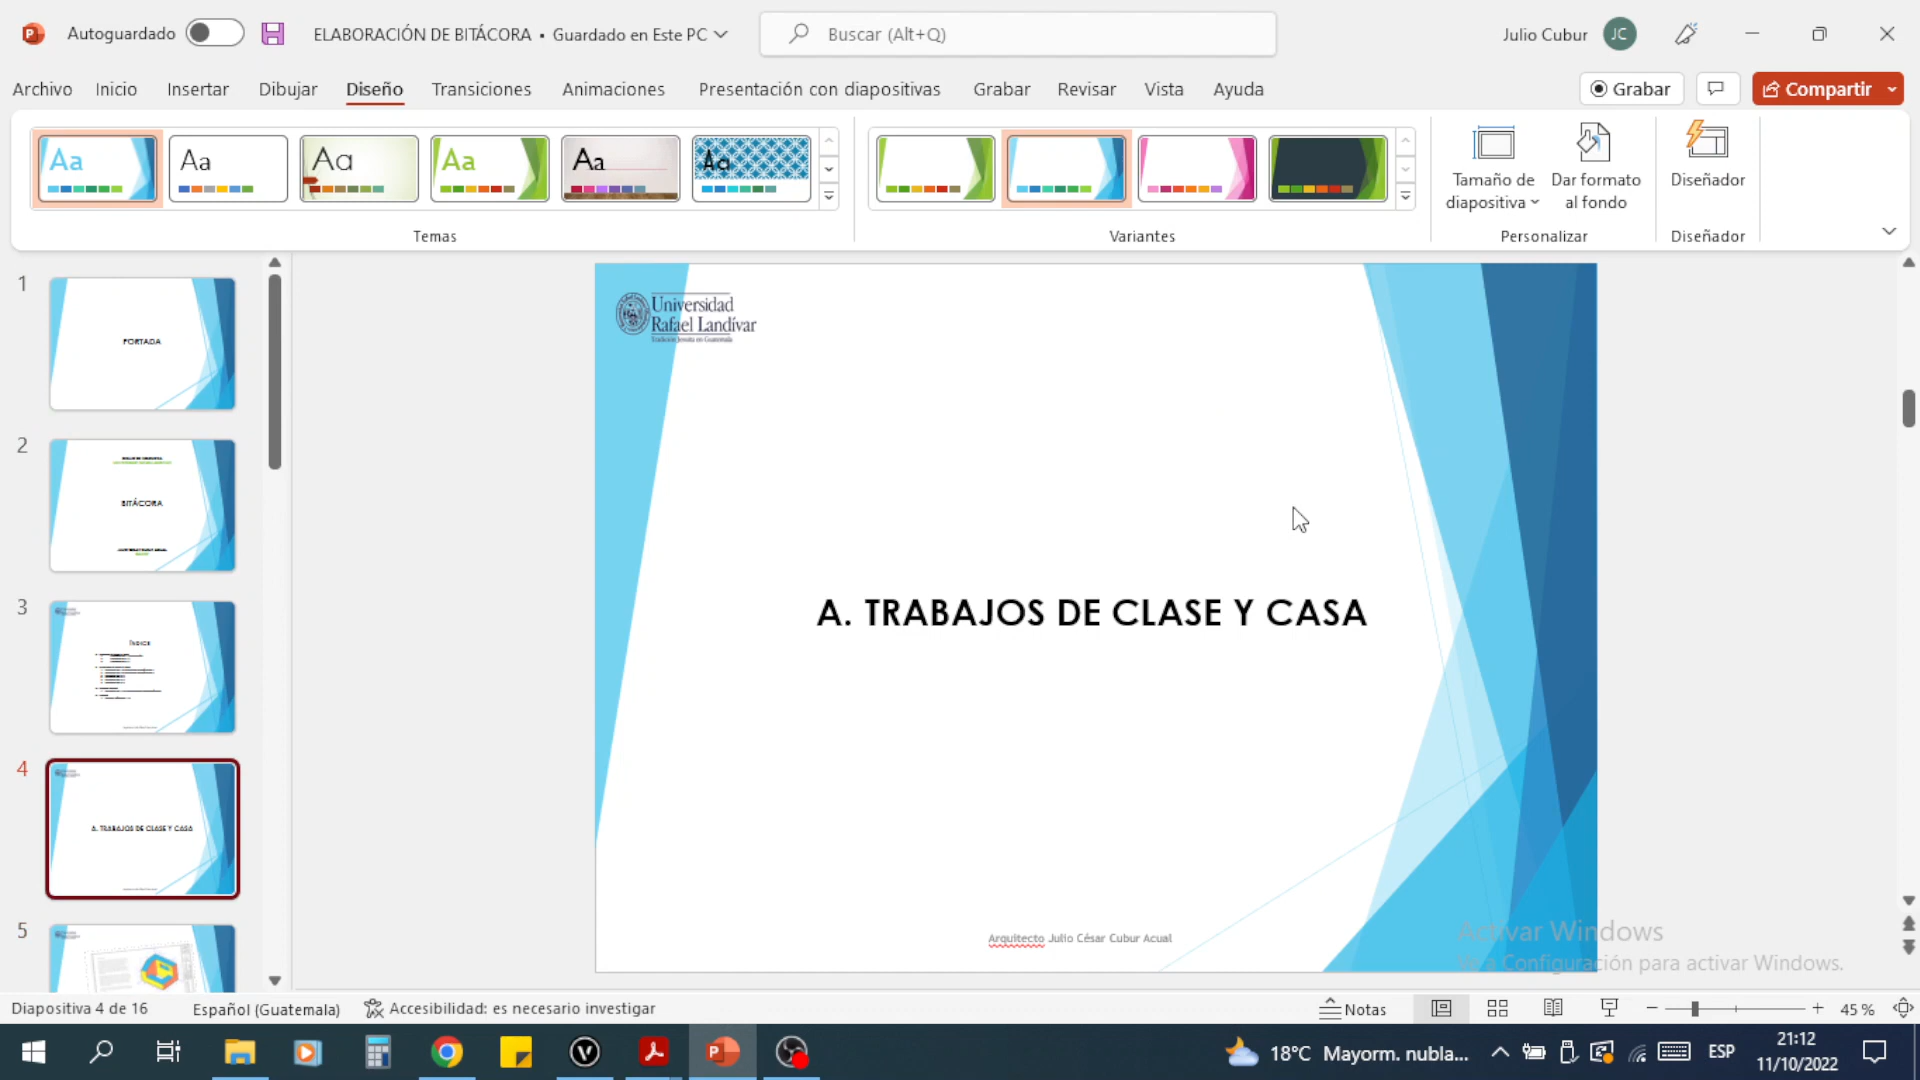 Autoguardado
ELABORACIÓN DE BITÁCORA • Guardado en Este PC
Buscar (Alt+Q)
Julio Cubur
JC
Archivo Inicio Insertar Dibujar Diseño Transiciones Animaciones Presentación con diapositivas Grabar Revisar Vista Ayuda
Grabar
Compartir
Aa Aa Aa Aa Aa Aa
Tamaño de diapositiva
Dar formato al fondo
Diseñador
Temas
Variantes
Personalizar
Diseñador
1
PORTADA
2
BITÁCORA
3
ÍNDICE
4
A. TRABAJOS DE CLASE Y CASA
5
Universidad
Rafael Landívar
Tradición Jesuita en Guatemala
A. TRABAJOS DE CLASE Y CASA
Arquitecto Julio César Cubur Acual
Activar Windows
Ve a Configuración para activar Windows.
Diapositiva 4 de 16
Español (Guatemala)
Accesibilidad: es necesario investigar
Notas
45 %
18°C Mayorm. nubla...
ESP
21:12
11/10/2022